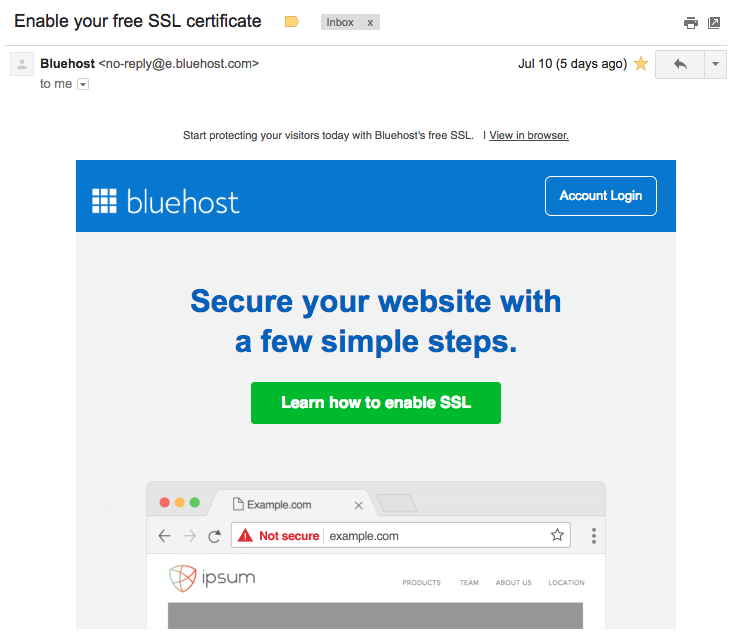 Enable your free SSL certificate Inbox x
Bluehost <no-reply@e.bluehost.com> Jul 10 (5 days ago)
to me
Start protecting your visitors today with Bluehost's free SSL. | View in browser.
bluehost Account Login
Secure your website with
a few simple steps.
Learn how to enable SSL
Example.com
Not secure example.com
ipsum PRODUCTS TEAM ABOUT US LOCATION